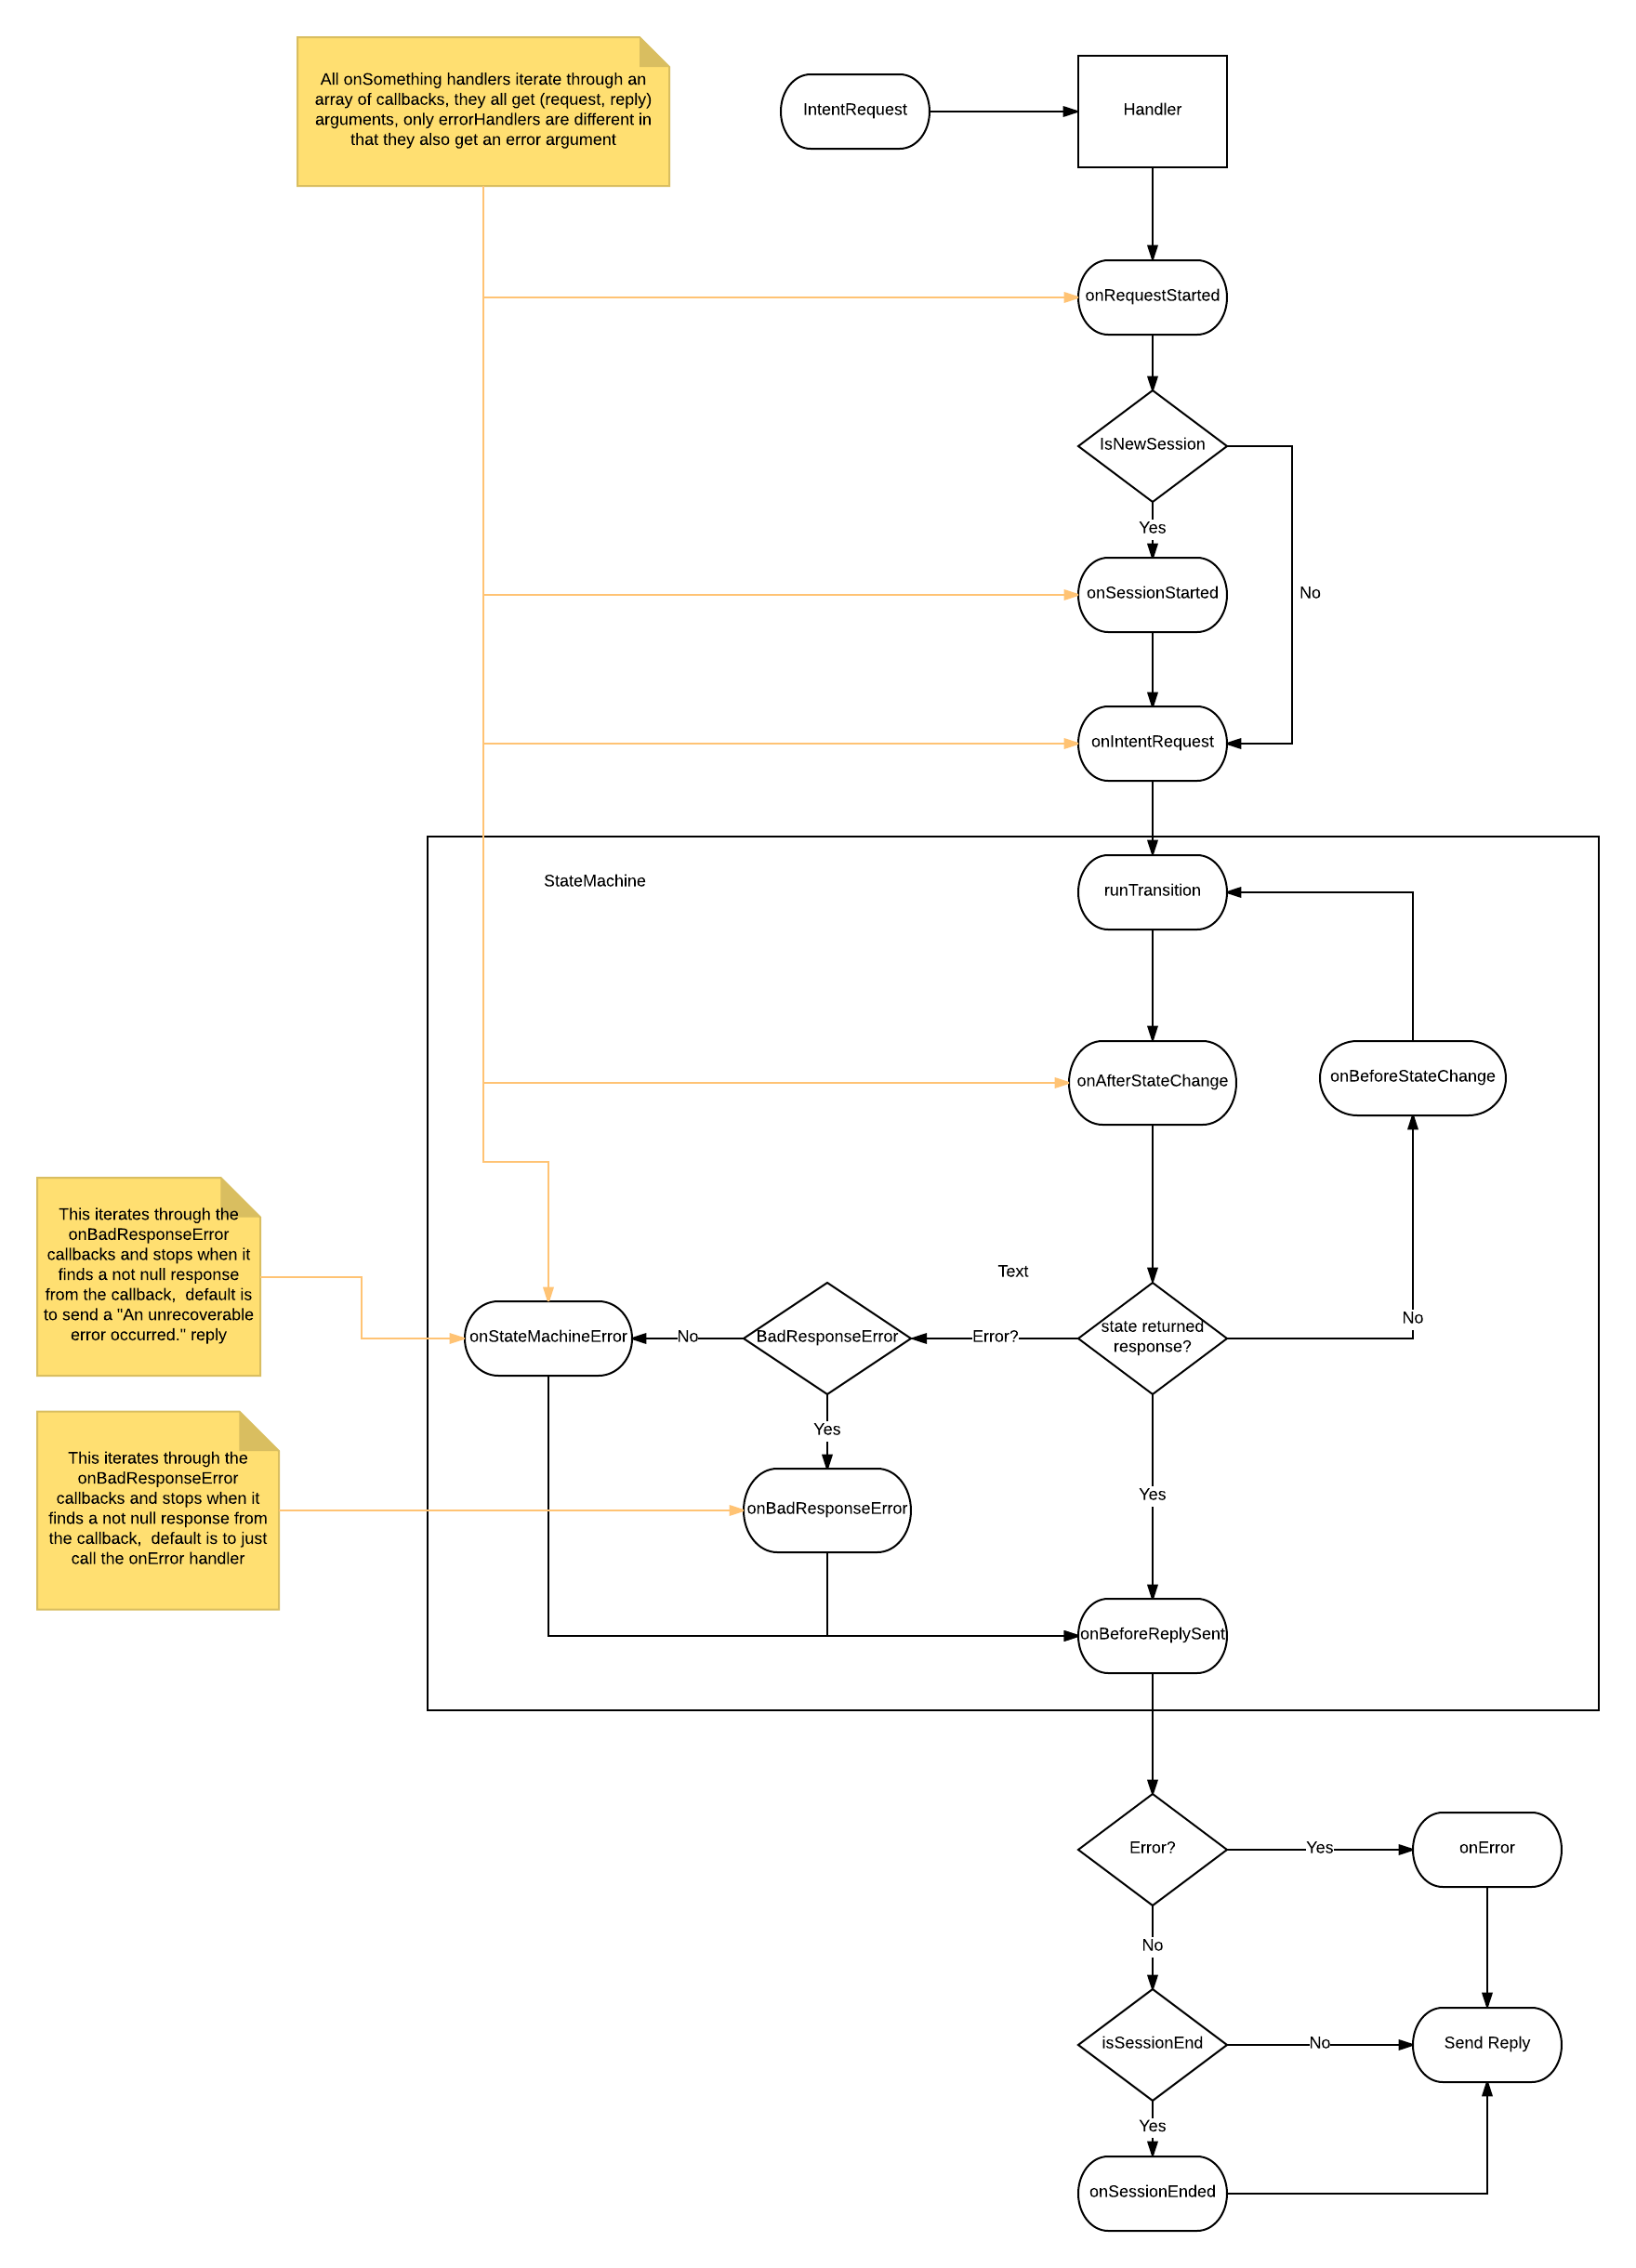 All onSomething handlers iterate through an
array of callbacks, they all get (request, reply)
arguments, only errorHandlers are different in
that they also get an error argument
IntentRequest
Handler
onRequestStarted
IsNewSession
Yes
onSessionStarted
No
onIntentRequest
StateMachine
runTransition
onAfterStateChange
onBeforeStateChange
This iterates through the
onBadResponseError
callbacks and stops when it
finds a not null response
from the callback,  default is
to send a "An unrecoverable
error occurred." reply
Text
onStateMachineError
No
BadResponseError
Error?
state returned
response?
No
Yes
This iterates through the
onBadResponseError
callbacks and stops when it
finds a not null response from
the callback,  default is to just
call the onError handler
onBadResponseError
Yes
onBeforeReplySent
Error?
Yes
onError
No
isSessionEnd
No
Send Reply
Yes
onSessionEnded